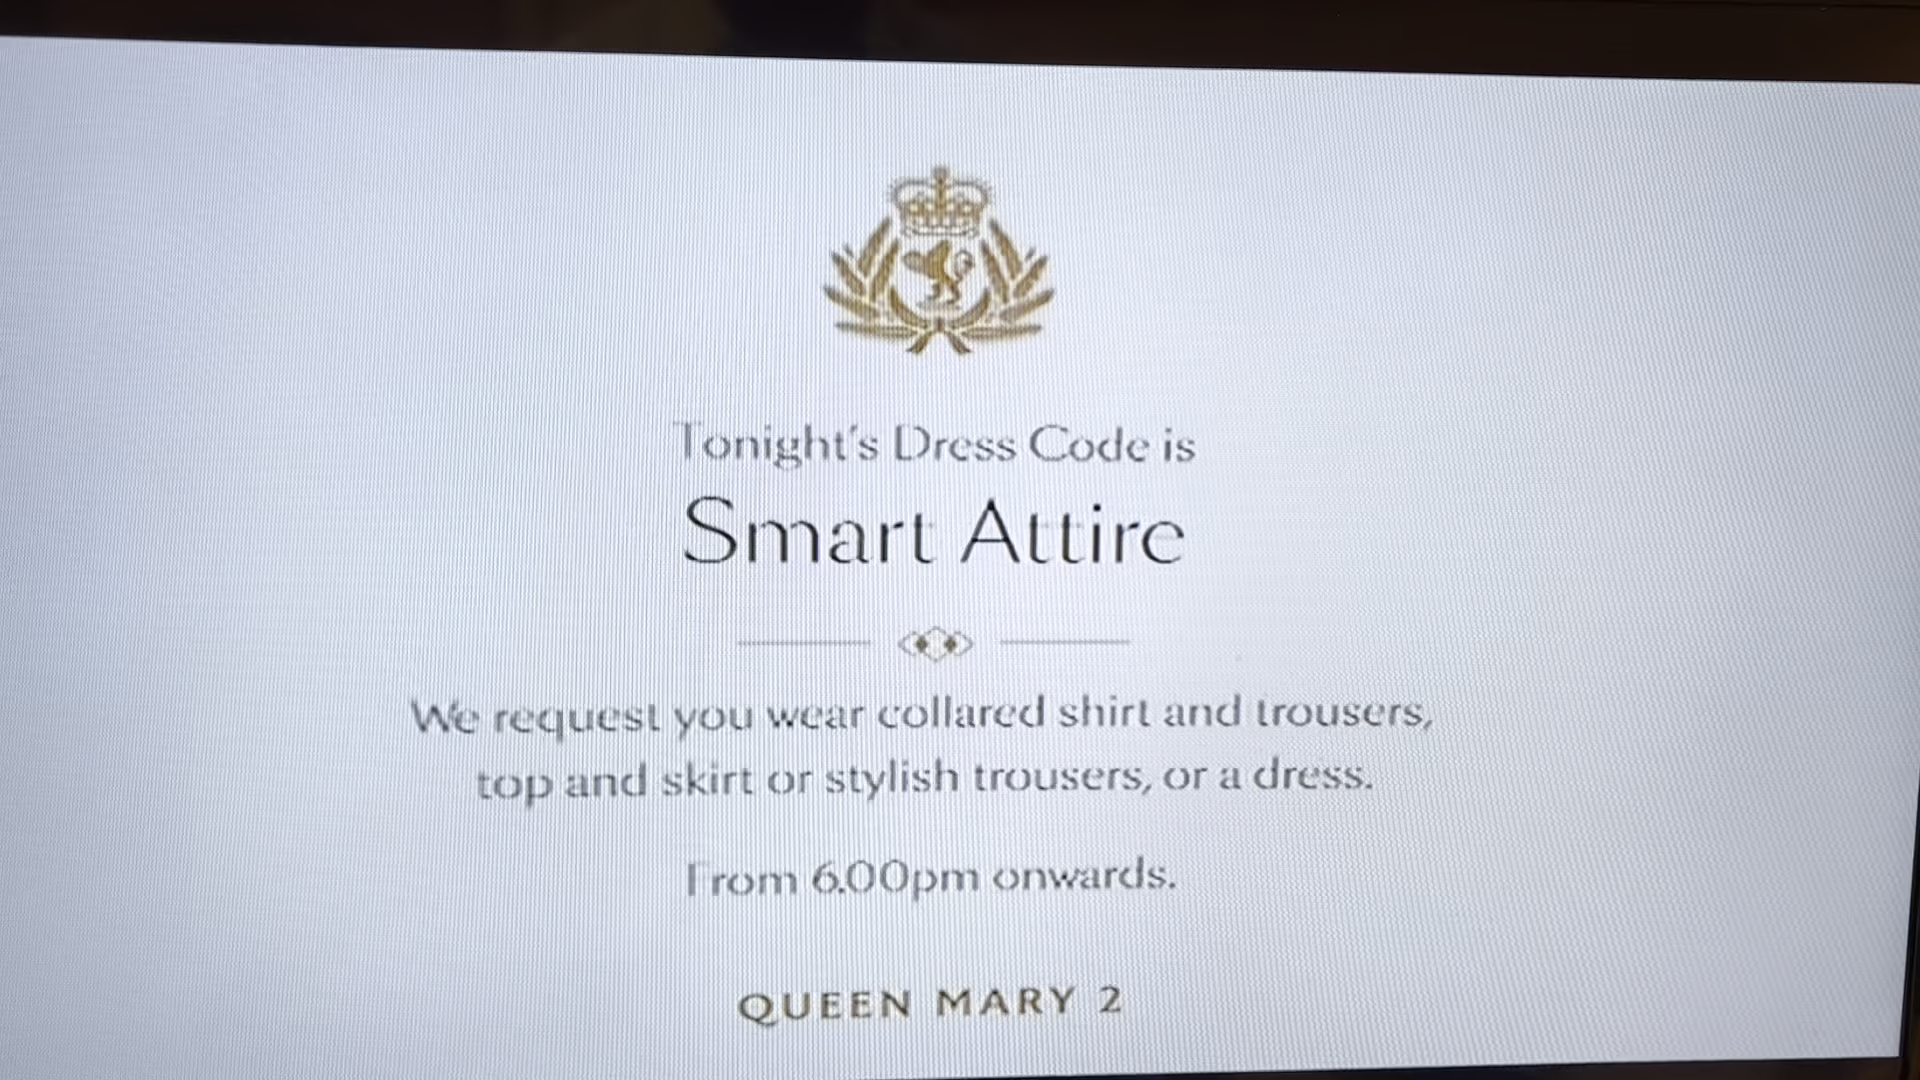 Tonight's Dress Code is
Smart Attire
We request you wear collared shirt and trousers,
top and skirt or stylish trousers, or a dress.
From 6.00pm onwards.
QUEEN MARY 2